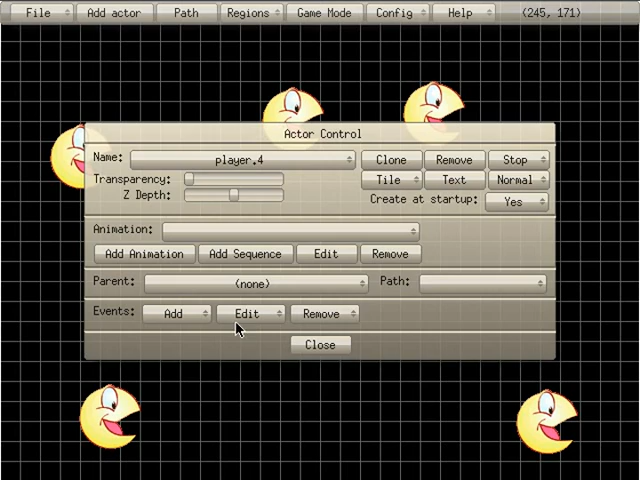 File Add actor Path Regions Game Mode Config Help (245, 171)
Actor Control
Name: player.4 Clone Remove Stop
Transparency: Tile Text Normal
Z Depth: Create at startup: Yes
Animation:
Add Animation Add Sequence Edit Remove
Parent: (none) Path:
Events: Add Edit Remove
Close